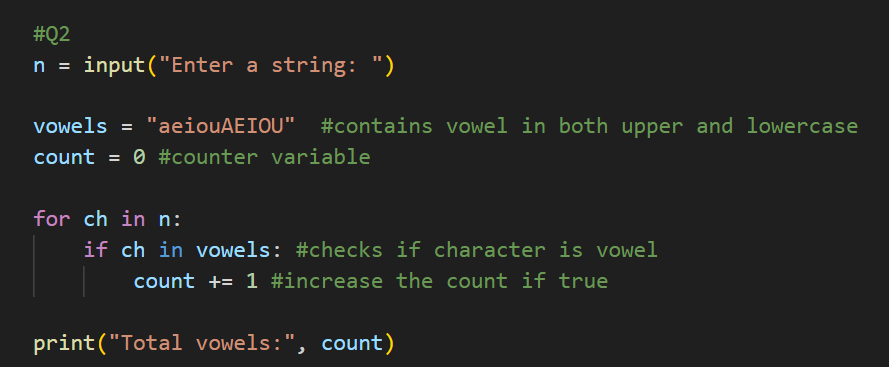 #Q2
n = input("Enter a string: ")
vowels = "aeiouAEIOU"  #contains vowel in both upper and lowercase
count = 0 #counter variable
for ch in n:
    if ch in vowels: #checks if character is vowel
        count += 1 #increase the count if true
print("Total vowels:", count)